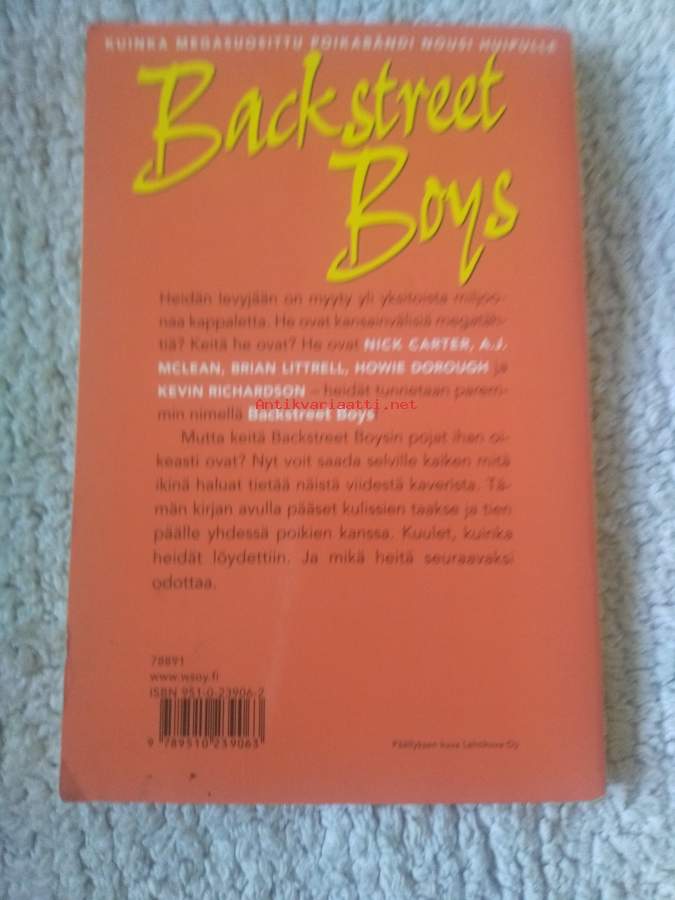 KUINKA MEGASUOSITTU POIKABÄNDI NOUSI HUIPULLE
Backstreet
Boys
Heidän levyjään on myyty yli yksitoista miljoo-
naa kappaletta. He ovat kansainvälisiä megatäh-
tiä? Keitä he ovat? He ovat NICK CARTER, A.J.
MCLEAN, BRIAN LITTRELL, HOWIE DOROUGH ja
KEVIN RICHARDSON – heidät tunnetaan parem-
Antikvariaatti.net
min nimellä Backstreet Boys
Mutta keitä Backstreet Boysin pojat ihan oi-
keasti ovat? Nyt voit saada selville kaiken mitä
ikinä haluat tietää näistä viidestä kaverista. Tä-
män kirjan avulla pääset kulissien taakse ja tien
päälle yhdessä poikien kanssa. Kuulet, kuinka
heidät löydettiin. Ja mikä heitä seuraavaksi
odottaa.
78891
www.wsoy.fi
ISBN 951-0-23906-2
9 789510 239063
Päällyksen kuva Lehtikuva Oy